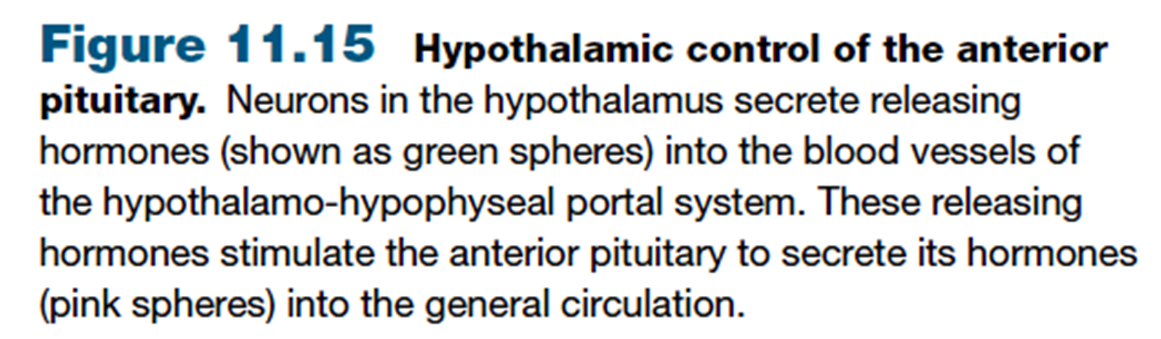 Figure 11.15 Hypothalamic control of the anterior
pituitary. Neurons in the hypothalamus secrete releasing
hormones (shown as green spheres) into the blood vessels of
the hypothalamo-hypophyseal portal system. These releasing
hormones stimulate the anterior pituitary to secrete its hormones
(pink spheres) into the general circulation.